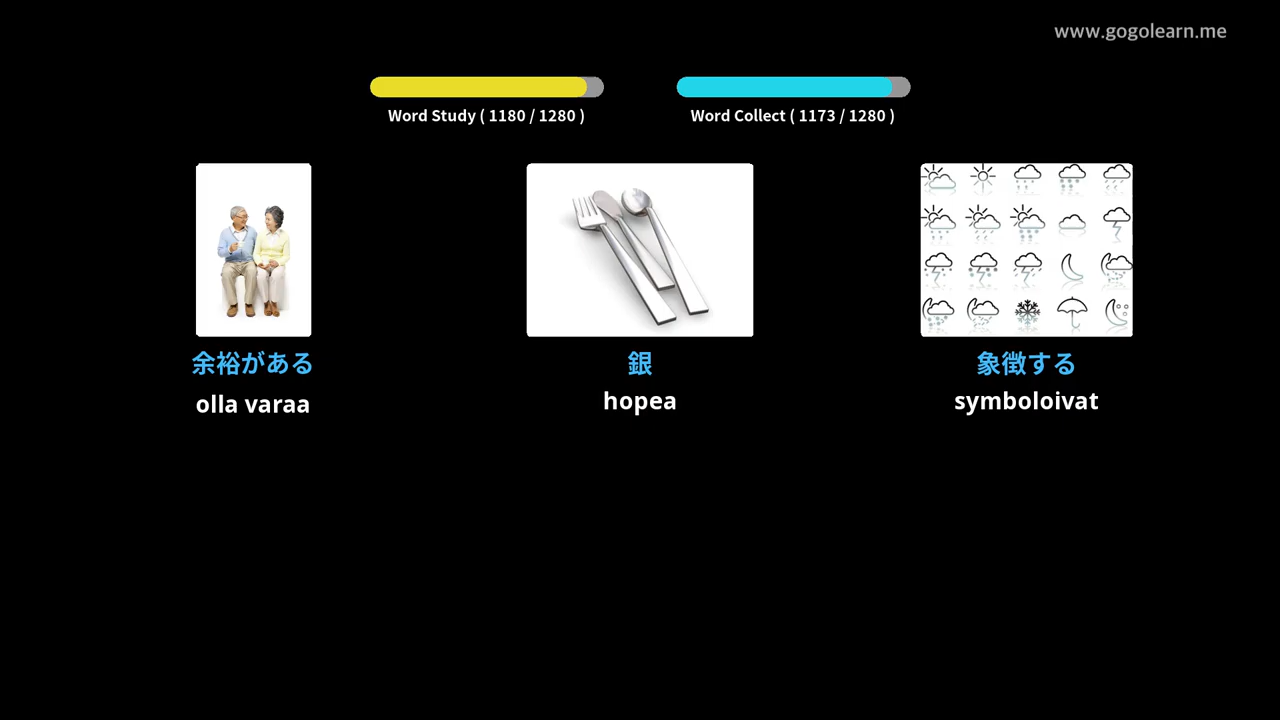 www.gogolearn.me
Word Study ( 1180 / 1280 )
Word Collect ( 1173 / 1280 )
余裕がある
銀
象徴する
olla varaa
hopea
symboloivat